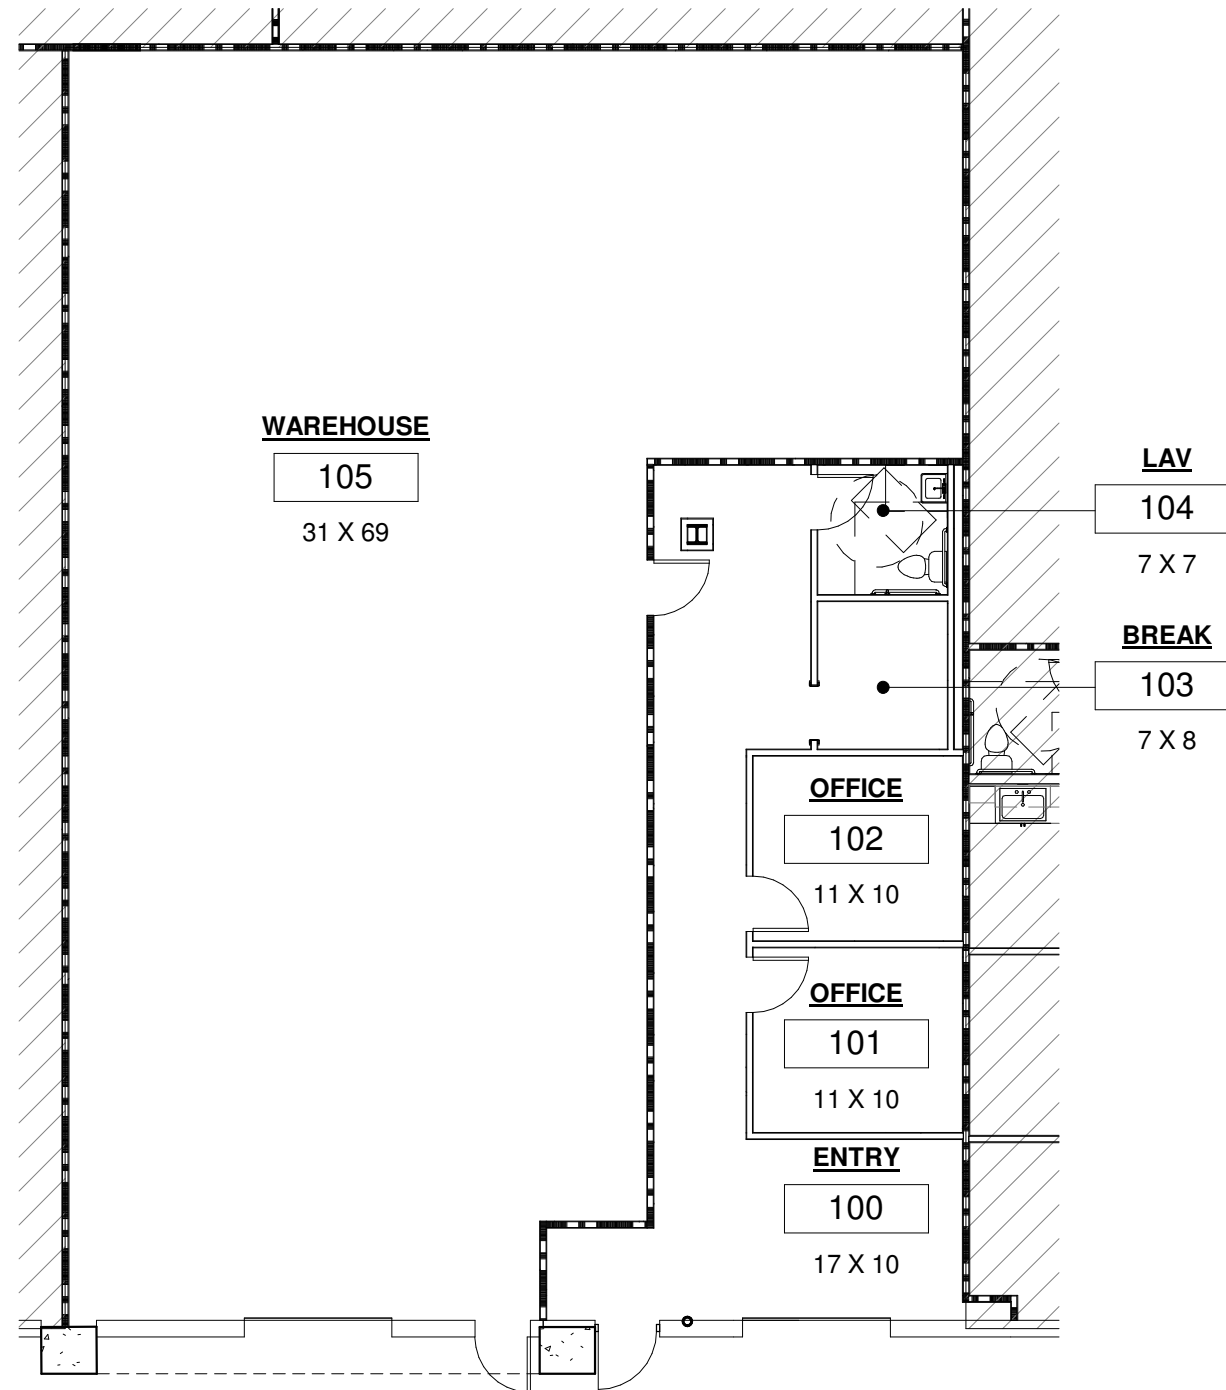 WAREHOUSE
105
31 X 69
LAV
104
7 X 7
BREAK
103
7 X 8
OFFICE
102
11 X 10
OFFICE
101
11 X 10
ENTRY
100
17 X 10